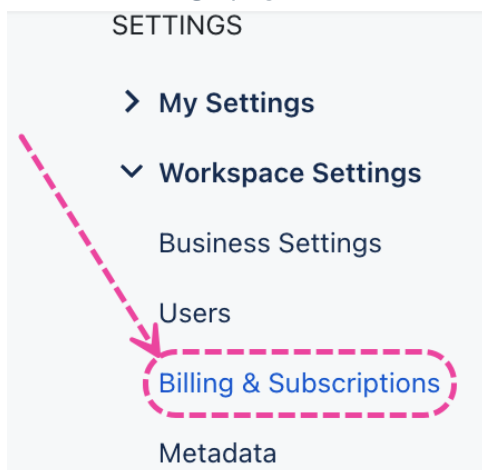 SETTINGS
My Settings
Workspace Settings
Business Settings
Users
Billing & Subscriptions
Metadata